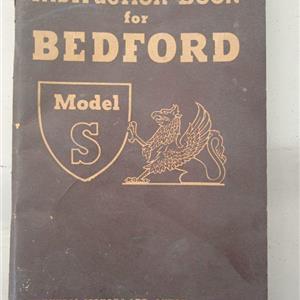 Instruction Book
for
BEDFORD
Model
S